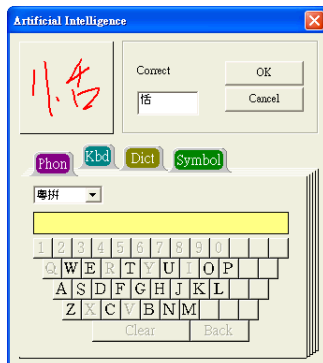 Artificial Intelligence
恬
Correct
恬
OK
Cancel
Phon Kbd Dict Symbol
粵拼
1 2 3 4 5 6 7 8 9 0
Q W E R T Y U I O P
A S D F G H J K L
Z X C V B N M
Clear Back